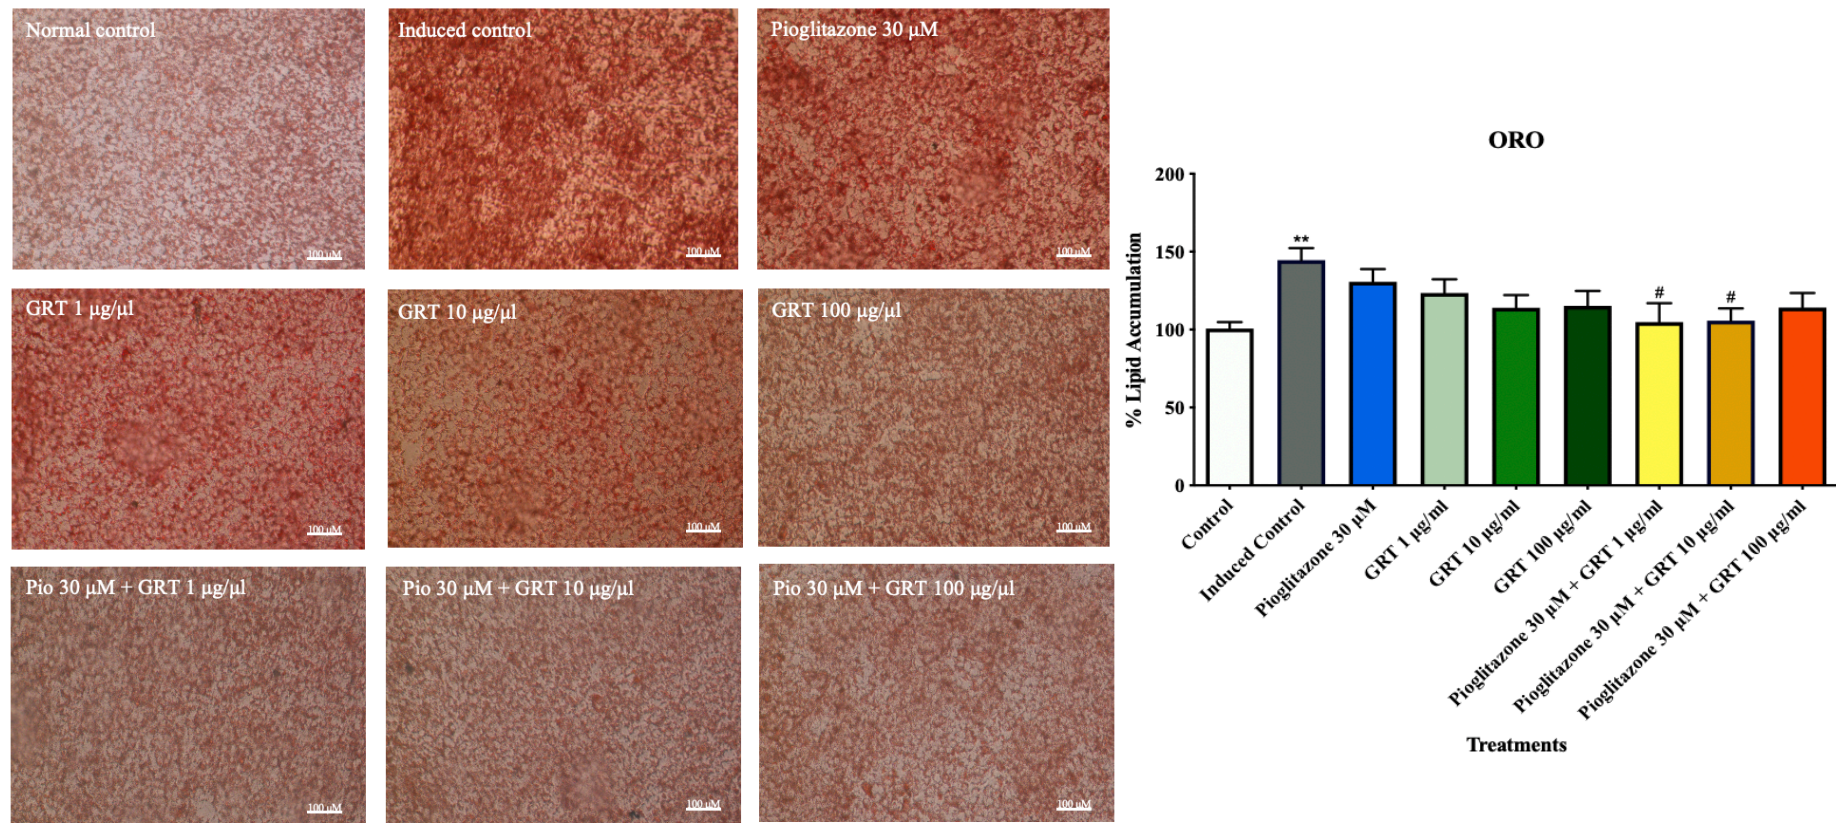 Normal control
100 µM
Induced control
100 µM
Pioglitazone 30 µM
100 µM
GRT 1 µg/µl
100 µM
GRT 10 µg/µl
100 µM
GRT 100 µg/µl
100 µM
Pio 30 µM + GRT 1 µg/µl
100 µM
Pio 30 µM + GRT 10 µg/µl
100 µM
Pio 30 µM + GRT 100 µg/µl
100 µM
ORO
% Lipid Accumulation
200
150
100
50
0
**
#
#
Control
Induced Control
Pioglitazone 30 µM
GRT 1 µg/ml
GRT 10 µg/ml
GRT 100 µg/ml
Pioglitazone 30 µM + GRT 1 µg/ml
Pioglitazone 30 µM + GRT 10 µg/ml
Pioglitazone 30 µM + GRT 100 µg/ml
Treatments